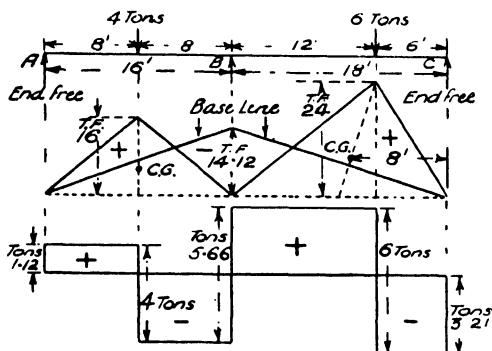 4 Tons 6 Tons
8' 8 12' 6'
A 16' B 18' C
End Free End Free
T.F. 16 Base Line T.F. 24
+ - T.F. 14·12 C.G. + 8'
C.G.
Tons 1·12 + 4 Tons - Tons 5·66 + 6 Tons - Tons 3 21